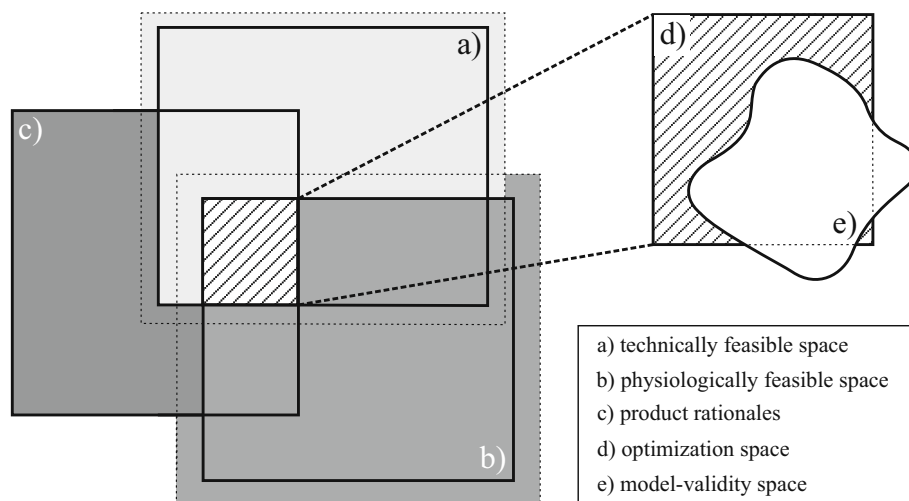 a)
d)
c)
e)
b)
a) technically feasible space
b) physiologically feasible space
c) product rationales
d) optimization space
e) model-validity space